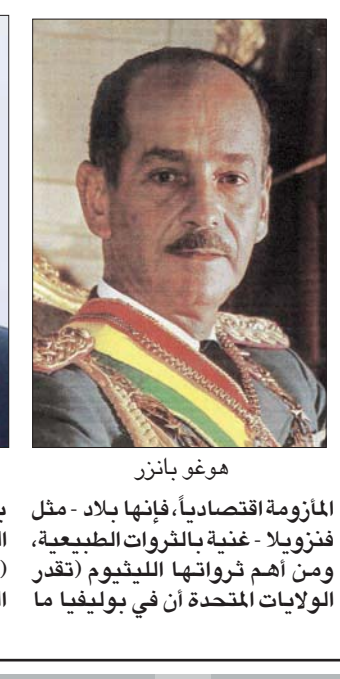 هوغو بانزر
المأزومة اقتصادياً، فإنها بلاد - مثل
فنزويلا - غنية بالثروات الطبيعية،
ومن أهم ثرواتها الليثيوم (تقدر
الولايات المتحدة أن في بوليفيا ما